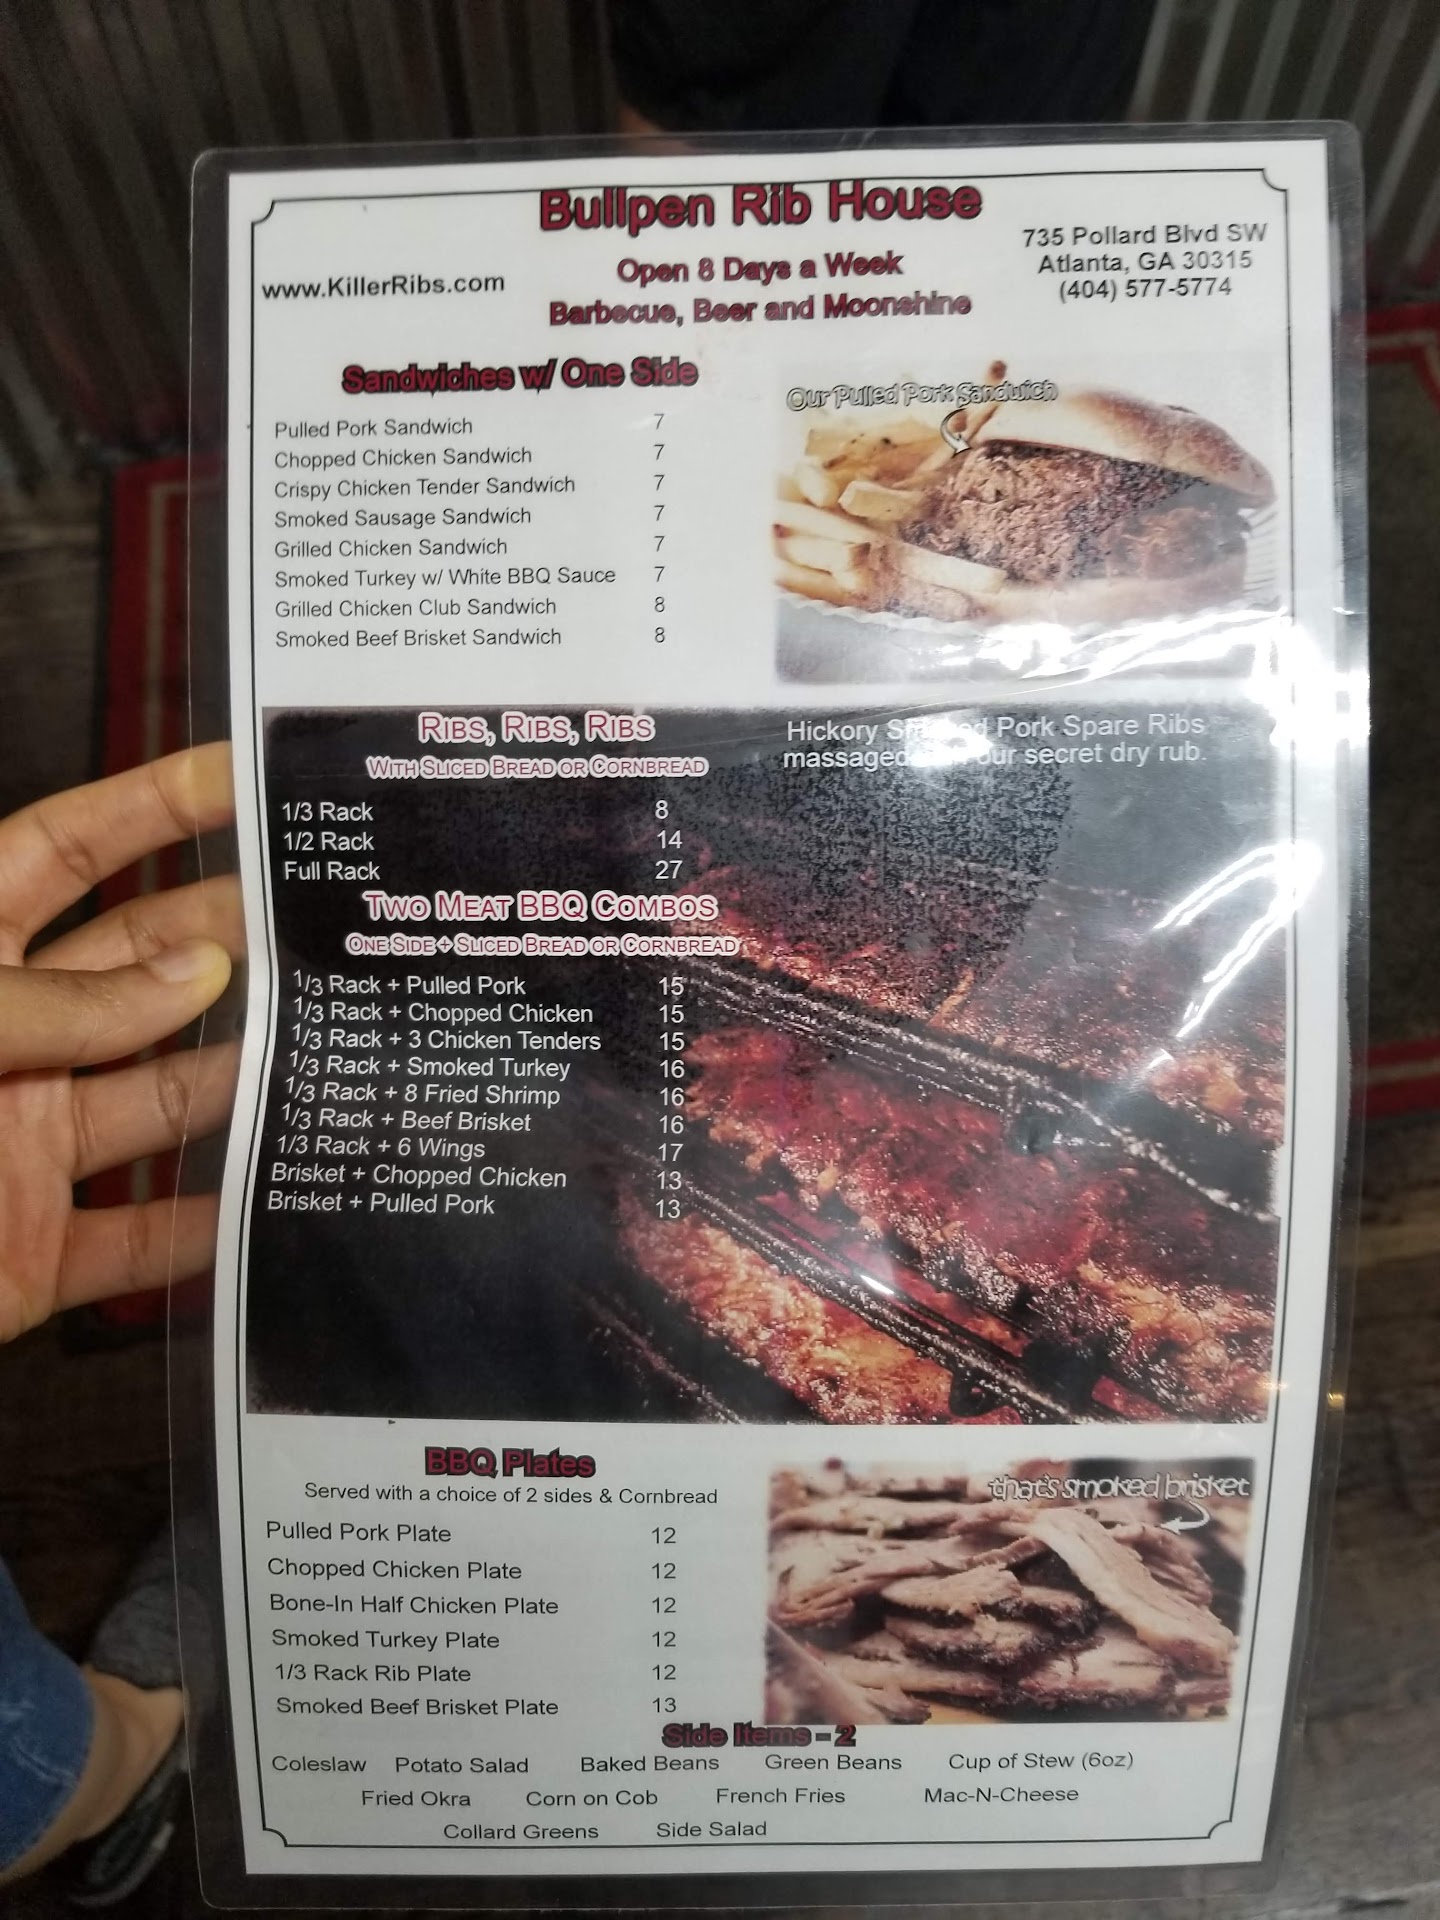 Bullpen Rib House
www.KillerRibs.com
Open 8 Days a Week
Barbecue, Beer and Moonshine
735 Pollard Blvd SW
Atlanta, GA 30315
(404) 577-5774
Sandwiches w/ One Side
Pulled Pork Sandwich 7
Chopped Chicken Sandwich 7
Crispy Chicken Tender Sandwich 7
Smoked Sausage Sandwich 7
Grilled Chicken Sandwich 7
Smoked Turkey w/ White BBQ Sauce 7
Grilled Chicken Club Sandwich 8
Smoked Beef Brisket Sandwich 8
Our Pulled Pork Sandwich
RIBS, RIBS, RIBS
WITH SLICED BREAD OR CORNBREAD
1/3 Rack 8
1/2 Rack 14
Full Rack 27
Hickory Smoked Pork Spare Ribs
massaged our secret dry rub.
TWO MEAT BBQ COMBOS
ONE SIDE + SLICED BREAD OR CORNBREAD
1/3 Rack + Pulled Pork 15
1/3 Rack + Chopped Chicken 15
1/3 Rack + 3 Chicken Tenders 15
1/3 Rack + Smoked Turkey 16
1/3 Rack + 8 Fried Shrimp 16
1/3 Rack + Beef Brisket 16
1/3 Rack + 6 Wings 17
Brisket + Chopped Chicken 13
Brisket + Pulled Pork 13
BBQ Plates
Served with a choice of 2 sides & Cornbread
Pulled Pork Plate 12
Chopped Chicken Plate 12
Bone-In Half Chicken Plate 12
Smoked Turkey Plate 12
1/3 Rack Rib Plate 12
Smoked Beef Brisket Plate 13
that's smoked brisket
Side Items - 2
Coleslaw Potato Salad Baked Beans Green Beans Cup of Stew (6oz)
Fried Okra Corn on Cob French Fries Mac-N-Cheese
Collard Greens Side Salad